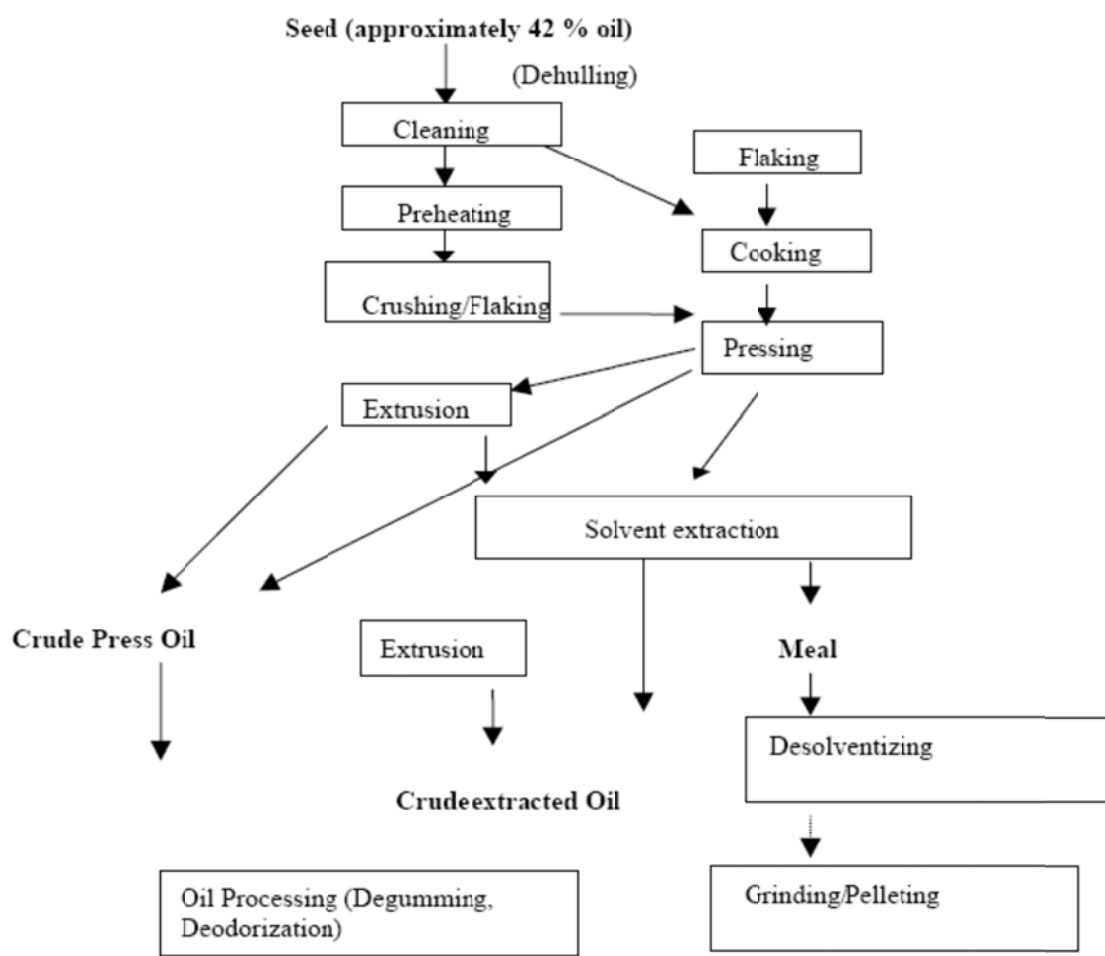 Seed (approximately 42 % oil)
(Dehulling)
Cleaning
Flaking
Preheating
Cooking
Crushing/Flaking
Pressing
Extrusion
Solvent extraction
Crude Press Oil
Extrusion
Meal
Desolventizing
Crudeextracted Oil
Oil Processing (Degumming,
Deodorization)
Grinding/Pelleting